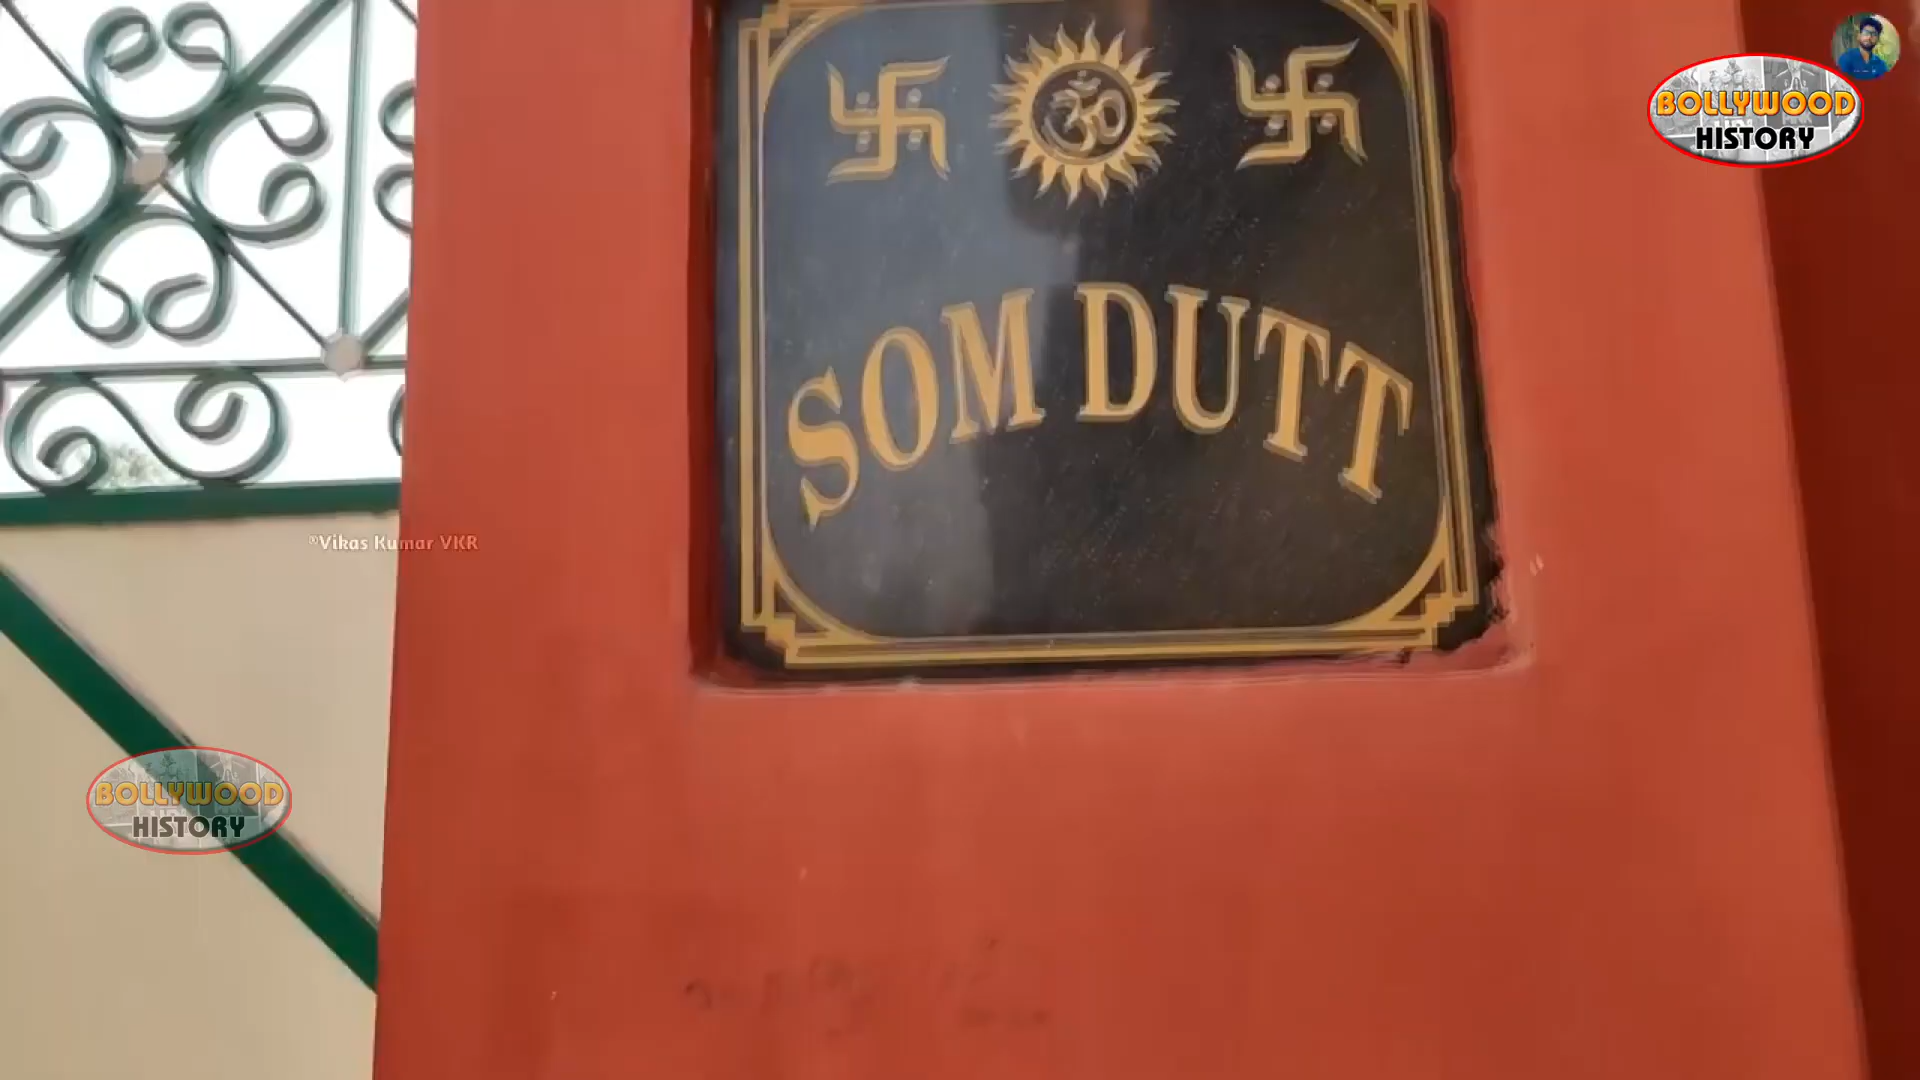 BOLLYWOOD
HISTORY
ॐ
SOM DUTT
®Vikas Kumar VKR
BOLLYWOOD
HISTORY